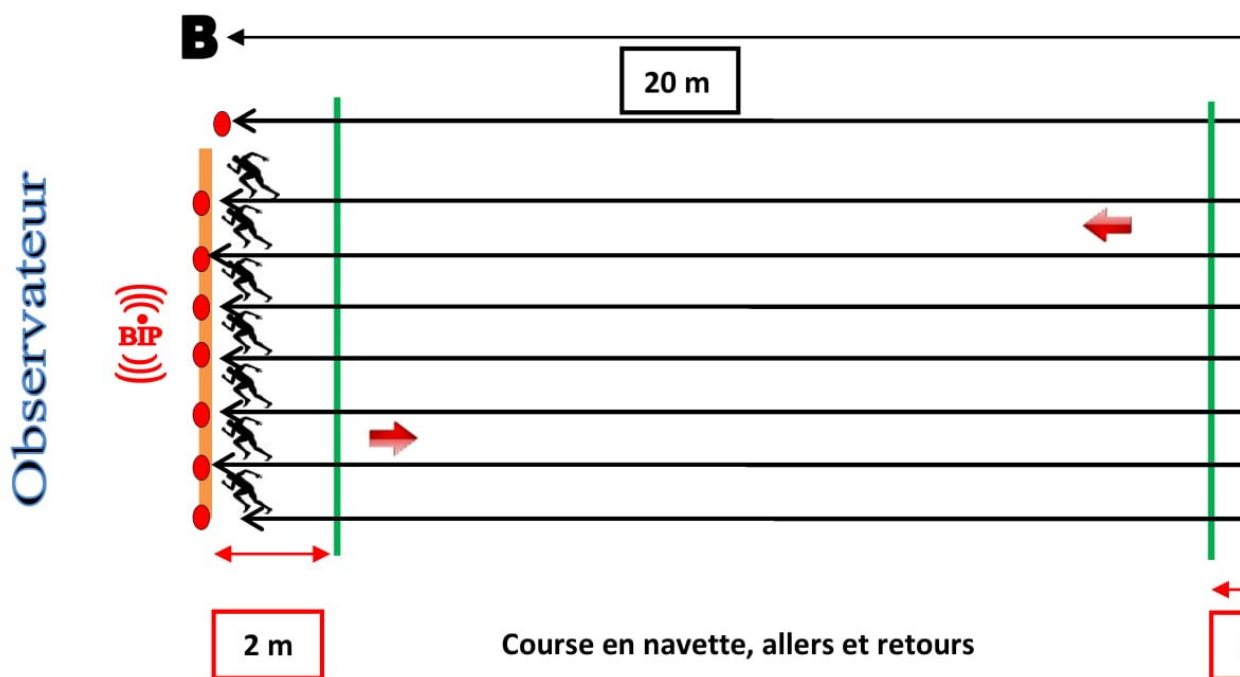 B
20 m
Observateur
BIP
2 m
Course en navette, allers et retours